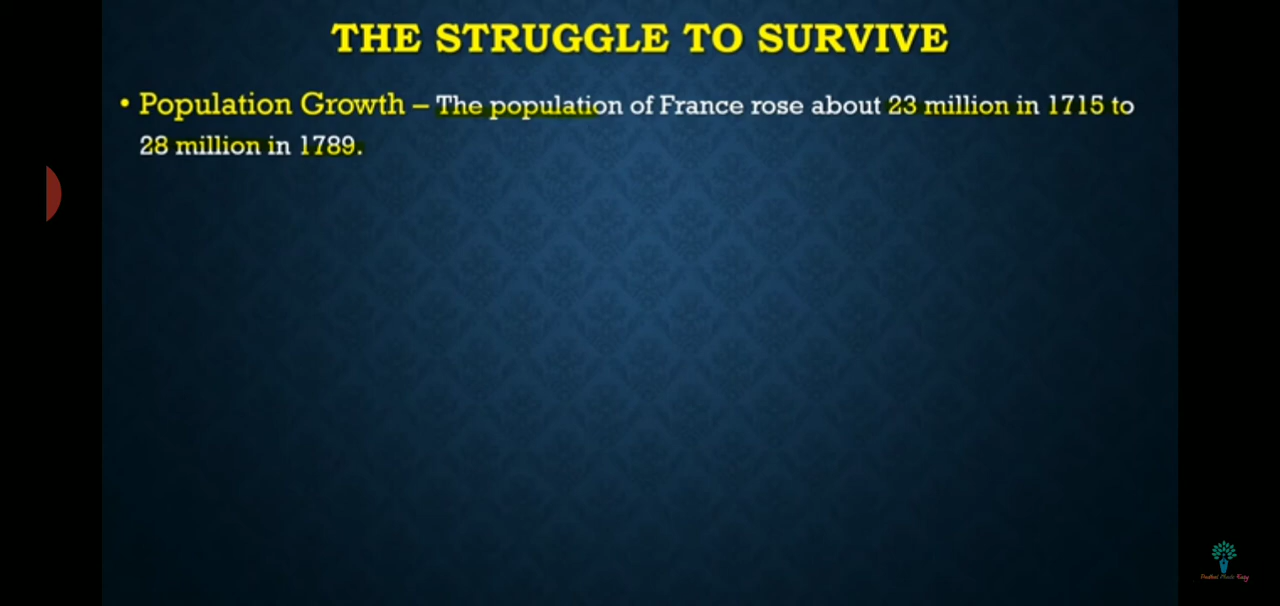 THE STRUGGLE TO SURVIVE
• Population Growth – The population of France rose about 23 million in 1715 to
28 million in 1789.